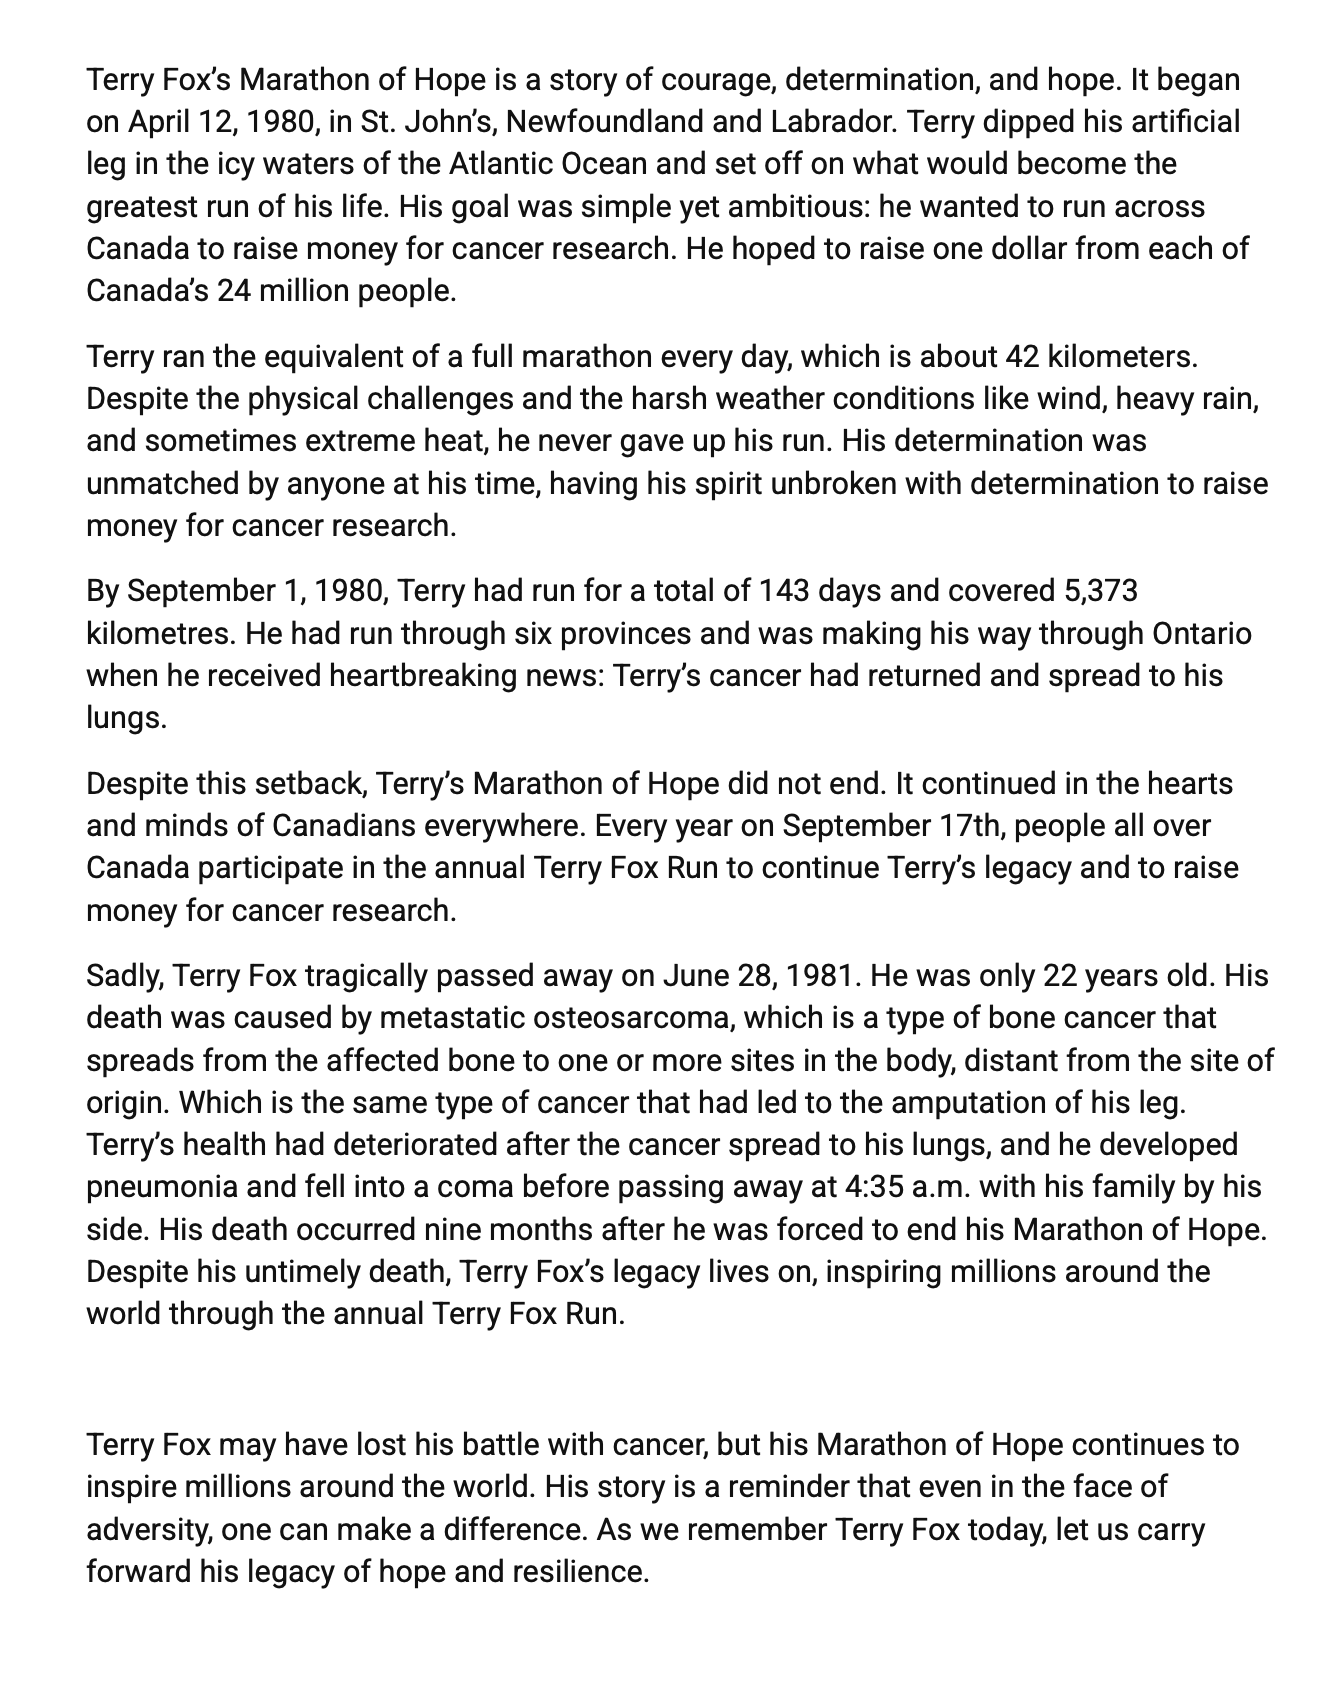 Terry Fox’s Marathon of Hope is a story of courage, determination, and hope. It began
on April 12, 1980, in St. John’s, Newfoundland and Labrador. Terry dipped his artificial
leg in the icy waters of the Atlantic Ocean and set off on what would become the
greatest run of his life. His goal was simple yet ambitious: he wanted to run across
Canada to raise money for cancer research. He hoped to raise one dollar from each of
Canada’s 24 million people.
Terry ran the equivalent of a full marathon every day, which is about 42 kilometers.
Despite the physical challenges and the harsh weather conditions like wind, heavy rain,
and sometimes extreme heat, he never gave up his run. His determination was
unmatched by anyone at his time, having his spirit unbroken with determination to raise
money for cancer research.
By September 1, 1980, Terry had run for a total of 143 days and covered 5,373
kilometres. He had run through six provinces and was making his way through Ontario
when he received heartbreaking news: Terry’s cancer had returned and spread to his
lungs.
Despite this setback, Terry’s Marathon of Hope did not end. It continued in the hearts
and minds of Canadians everywhere. Every year on September 17th, people all over
Canada participate in the annual Terry Fox Run to continue Terry’s legacy and to raise
money for cancer research.
Sadly, Terry Fox tragically passed away on June 28, 1981. He was only 22 years old. His
death was caused by metastatic osteosarcoma, which is a type of bone cancer that
spreads from the affected bone to one or more sites in the body, distant from the site of
origin. Which is the same type of cancer that had led to the amputation of his leg.
Terry’s health had deteriorated after the cancer spread to his lungs, and he developed
pneumonia and fell into a coma before passing away at 4:35 a.m. with his family by his
side. His death occurred nine months after he was forced to end his Marathon of Hope.
Despite his untimely death, Terry Fox’s legacy lives on, inspiring millions around the
world through the annual Terry Fox Run.
Terry Fox may have lost his battle with cancer, but his Marathon of Hope continues to
inspire millions around the world. His story is a reminder that even in the face of
adversity, one can make a difference. As we remember Terry Fox today, let us carry
forward his legacy of hope and resilience.